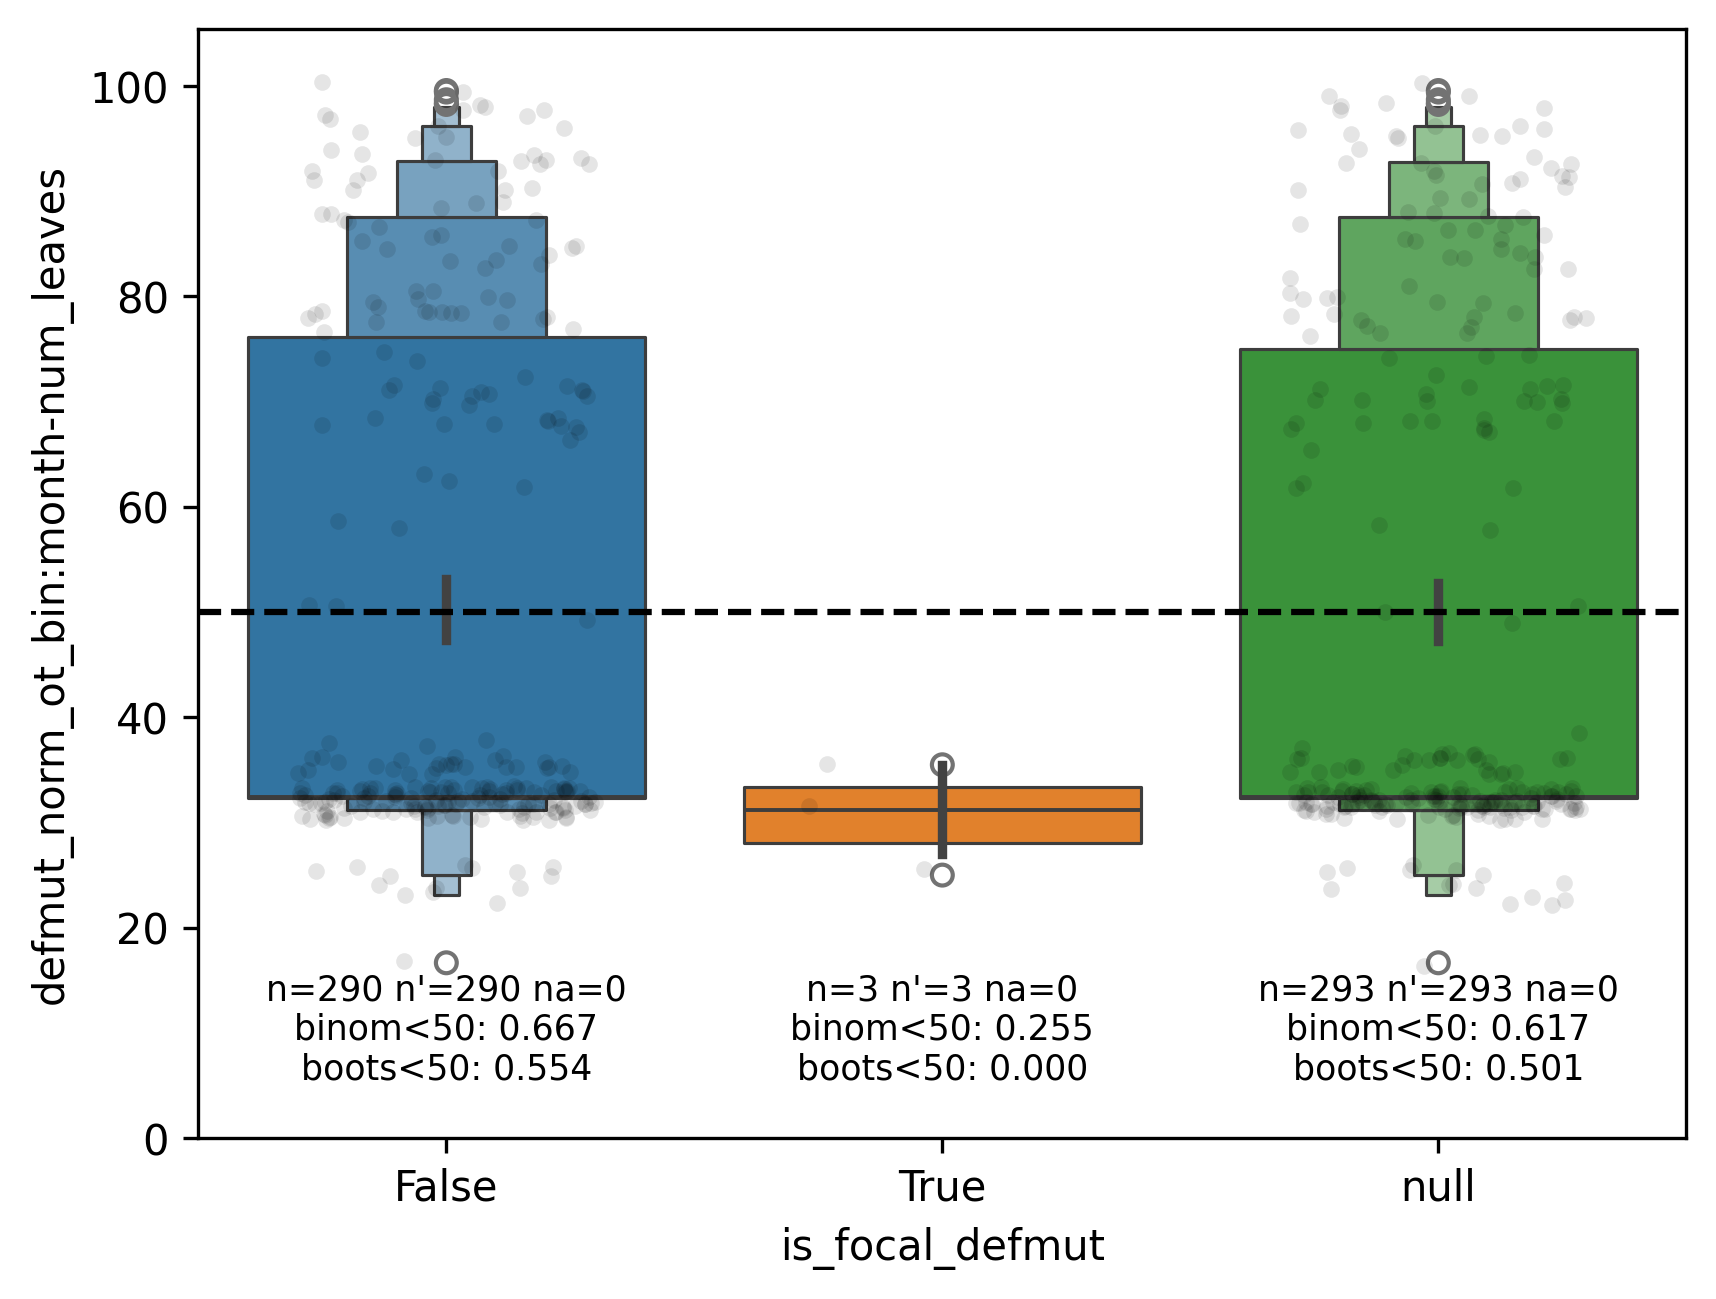 defmut_norm_ot_bin:month-num_leaves
100
80
60
40
20
0
n=290 n'=290 na=0
binom<50: 0.667
boots<50: 0.554
n=3 n'=3 na=0
binom<50: 0.255
boots<50: 0.000
n=293 n'=293 na=0
binom<50: 0.617
boots<50: 0.501
False
True
null
is_focal_defmut